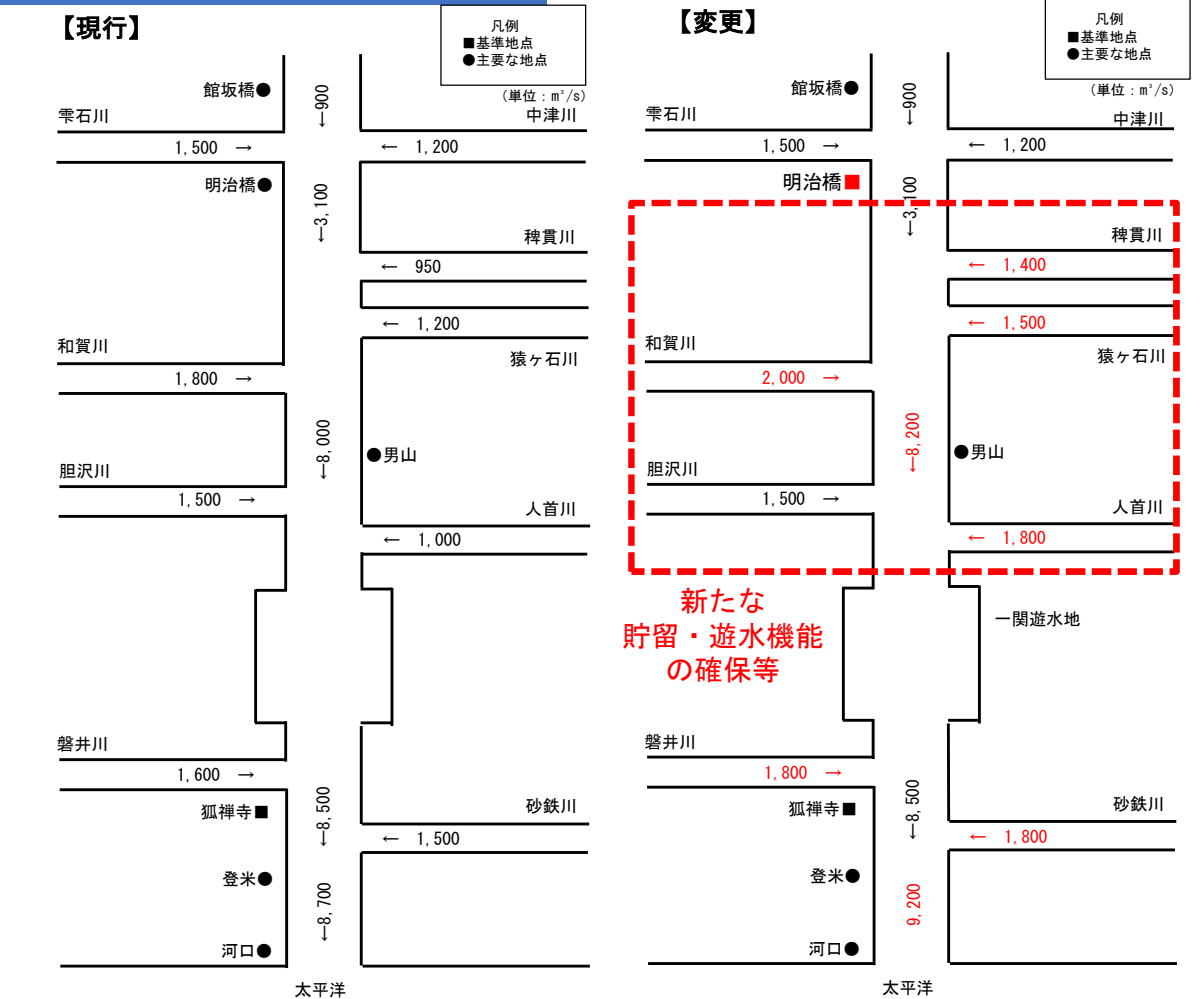 【現行】
凡例
■基準地点
●主要な地点
(単位：m³/s)
館坂橋●
←900
雫石川
中津川
1,500 →
← 1,200
明治橋●
←3,100
稗貫川
← 950
← 1,200
和賀川
猿ヶ石川
1,800 →
←8,000
●男山
胆沢川
1,500 →
人首川
← 1,000
磐井川
1,600 →
←8,500
狐禅寺■
砂鉄川
← 1,500
登米●
←8,700
河口●
太平洋
【変更】
凡例
■基準地点
●主要な地点
(単位：m³/s)
館坂橋●
←900
雫石川
中津川
1,500 →
← 1,200
明治橋■
←3,100
稗貫川
← 1,400
← 1,500
和賀川
猿ヶ石川
2,000 →
←8,200
●男山
胆沢川
1,500 →
人首川
← 1,800
新たな
貯留・遊水機能
の確保等
一関遊水地
磐井川
1,800 →
←8,500
狐禅寺■
砂鉄川
← 1,800
登米●
9,200
河口●
太平洋